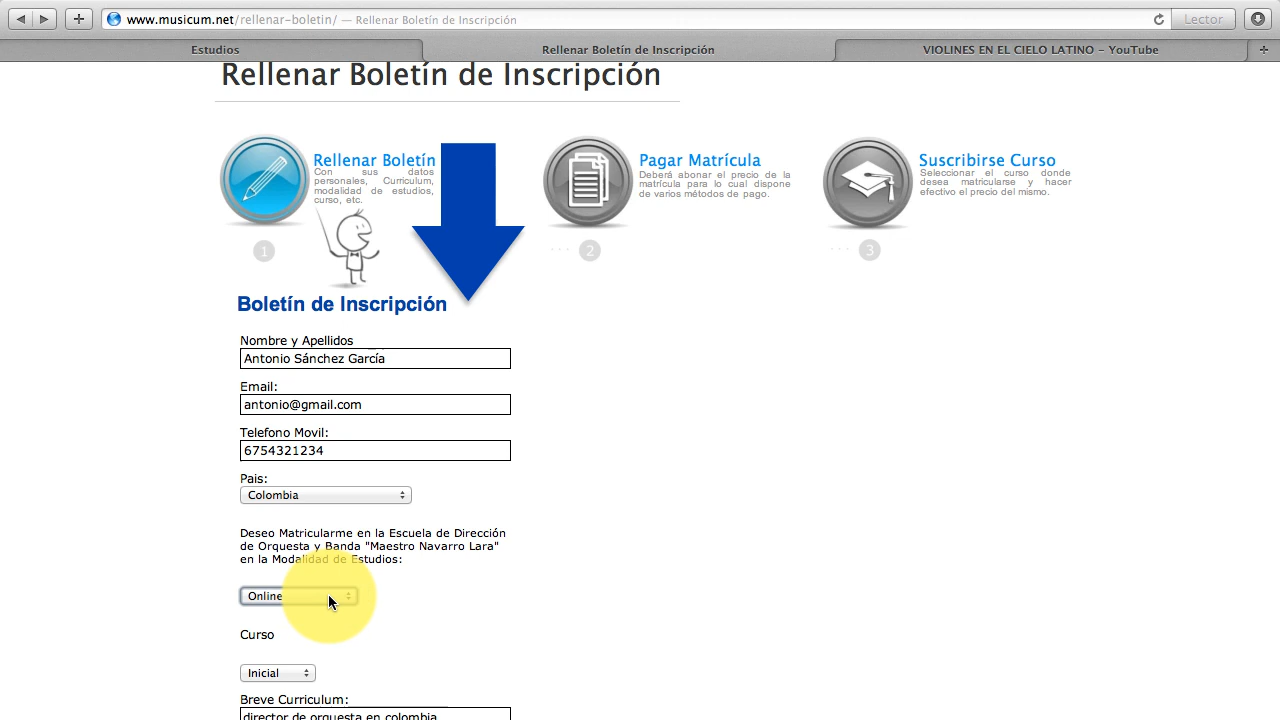 www.musicum.net/rellenar-boletin/ — Rellenar Boletín de Inscripción
Lector
Estudios
Rellenar Boletín de Inscripción
VIOLINES EN EL CIELO LATINO – YouTube
Rellenar Boletín de Inscripción
Rellenar Boletín
Con sus datos
personales, Curriculum,
modalidad de estudios,
curso, etc.
1
Pagar Matrícula
Deberá abonar el precio de la
matrícula para lo cual dispone
de varios métodos de pago.
... 2
Suscribirse Curso
Seleccionar el curso donde
desea matricularse y hacer
efectivo el precio del mismo.
... 3
Boletín de Inscripción
Nombre y Apellidos
Antonio Sánchez García
Email:
antonio@gmail.com
Telefono Movil:
6754321234
Pais:
Colombia
Deseo Matricularme en la Escuela de Dirección
de Orquesta y Banda "Maestro Navarro Lara"
en la Modalidad de Estudios:
Online
Curso
Inicial
Breve Curriculum:
director de orquesta en colombia